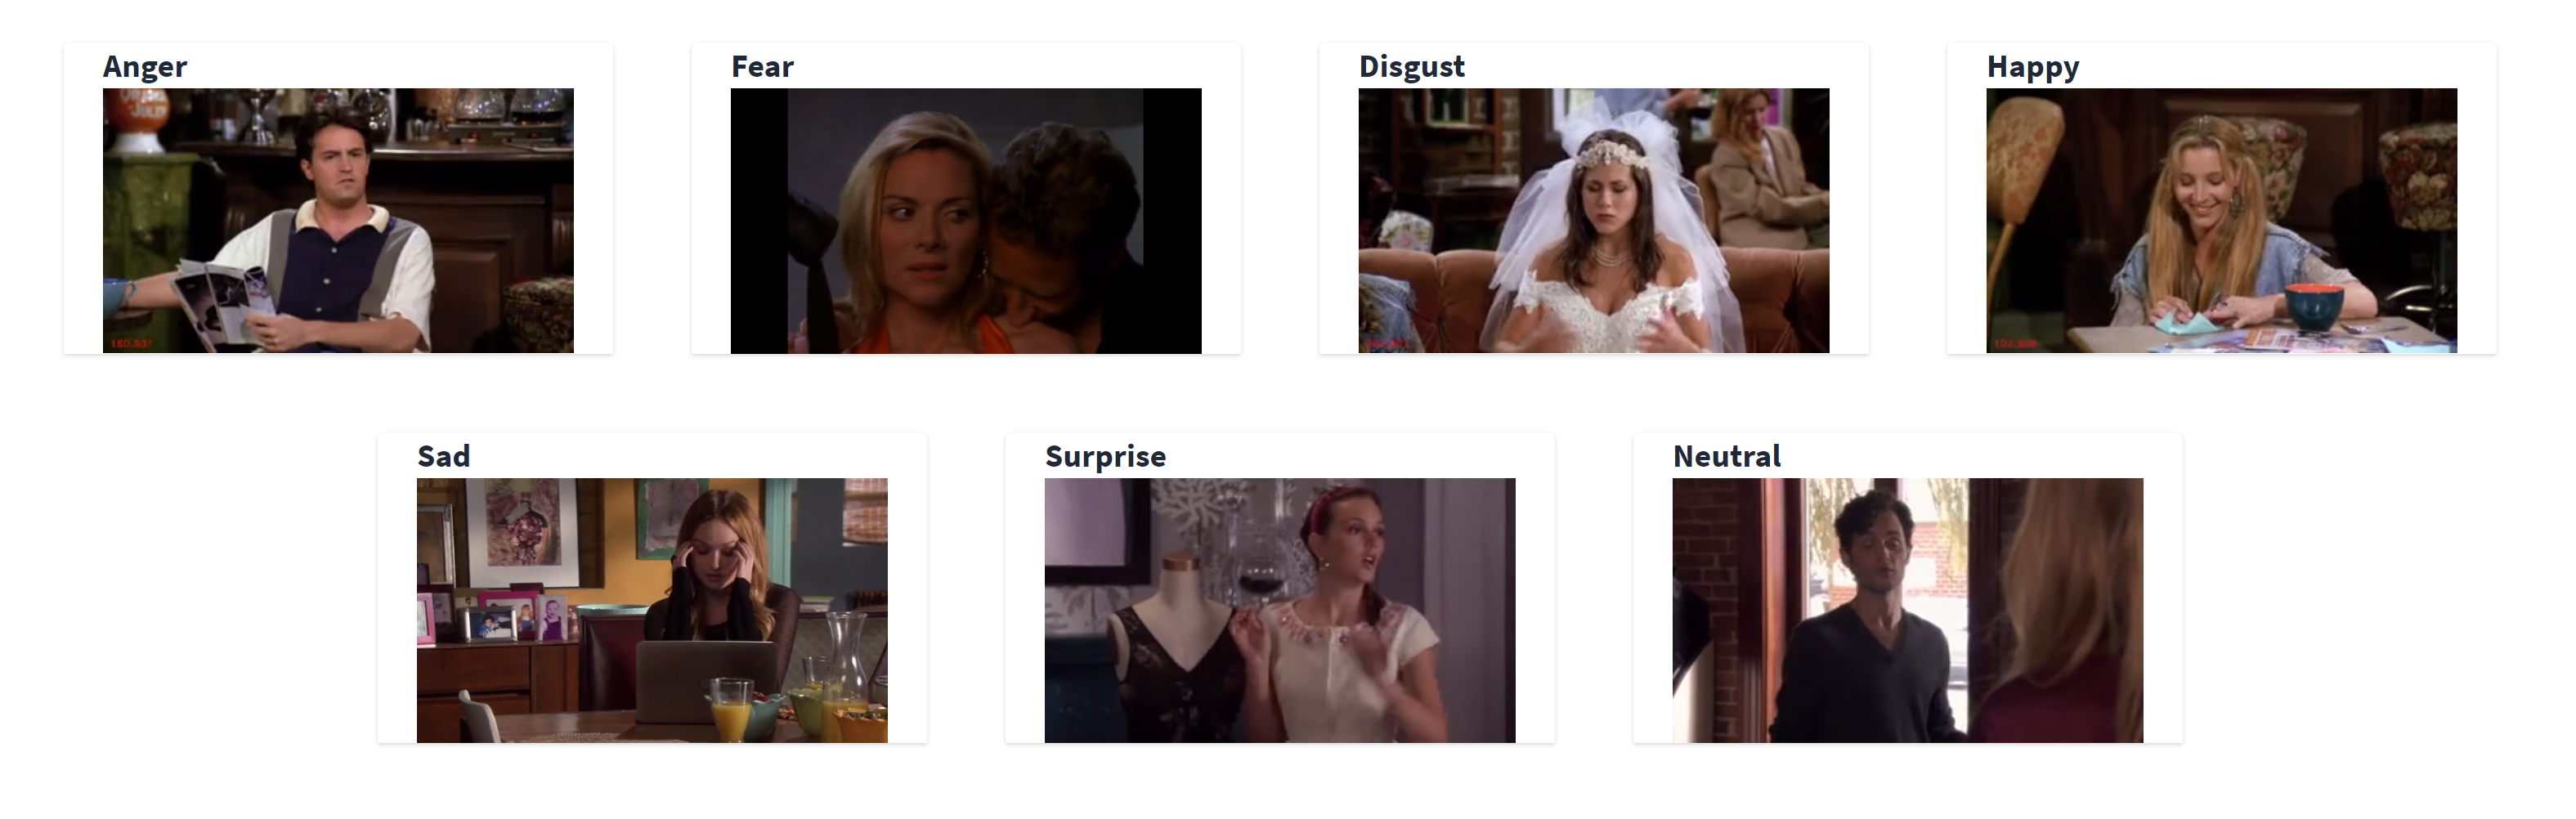 Anger
Fear
Disgust
Happy
Sad
Surprise
Neutral